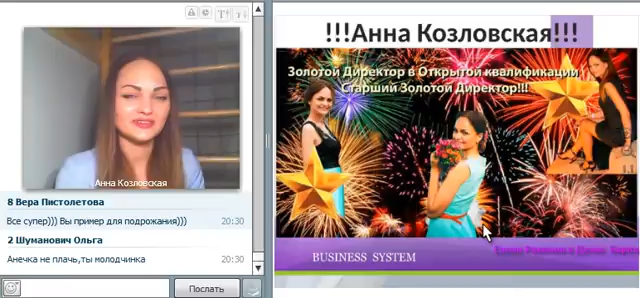 !!!Анна Козловская!!!
Золотой Директор в Открытой квалификации
Старший Золотой Директор!!!
Анна Козловская
8 Вера Пистолетова
Все супер))) Вы пример для подрожания)))
20:30
2 Шуманович Ольга
Анечка не плачь,ты молодчинка
20:30
Послать
BUSINESS SYSTEM